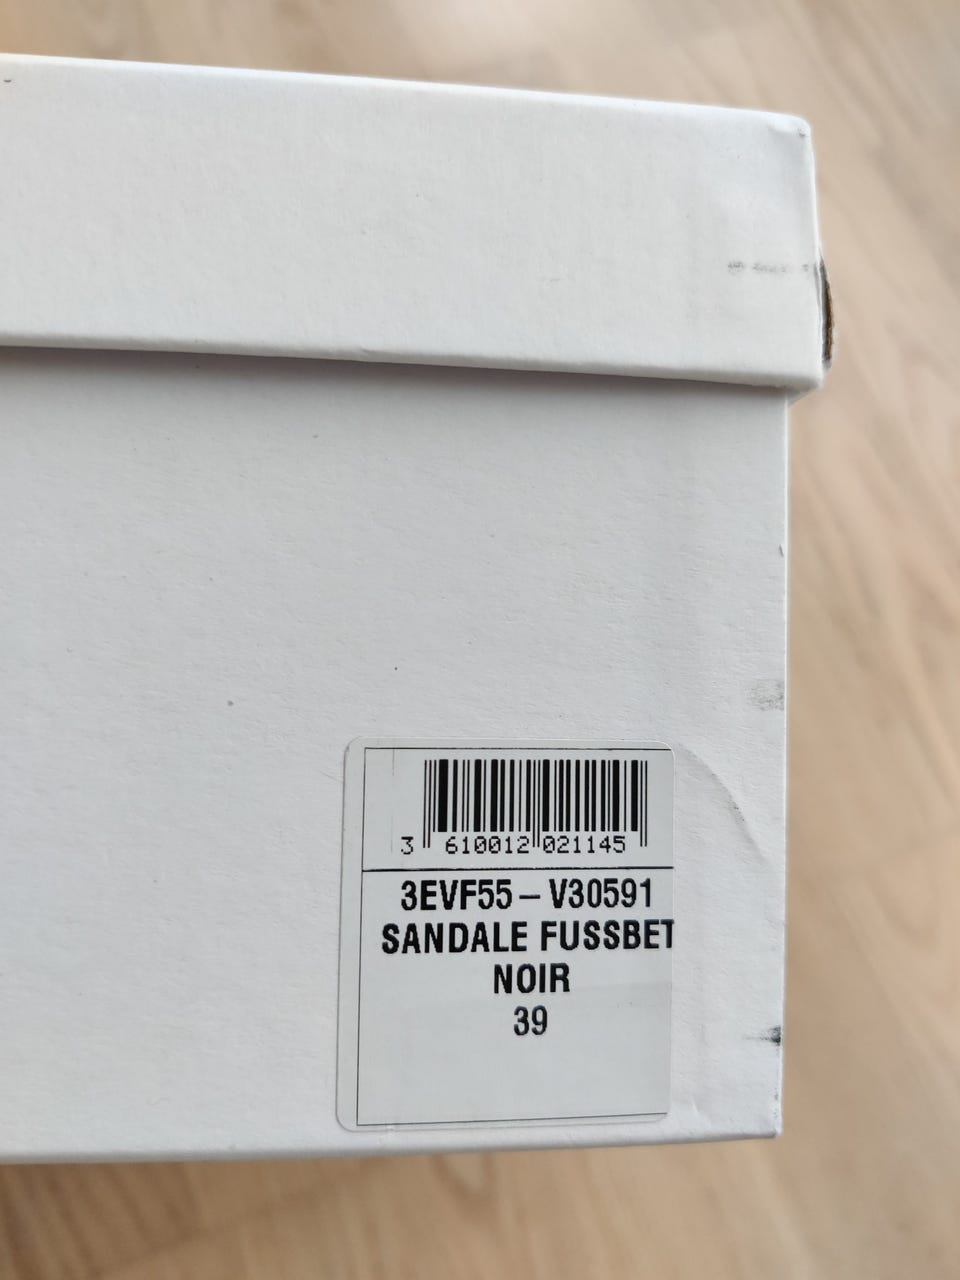 3 610012 021145
3EVF55 – V30591
SANDALE FUSSBET
NOIR
39